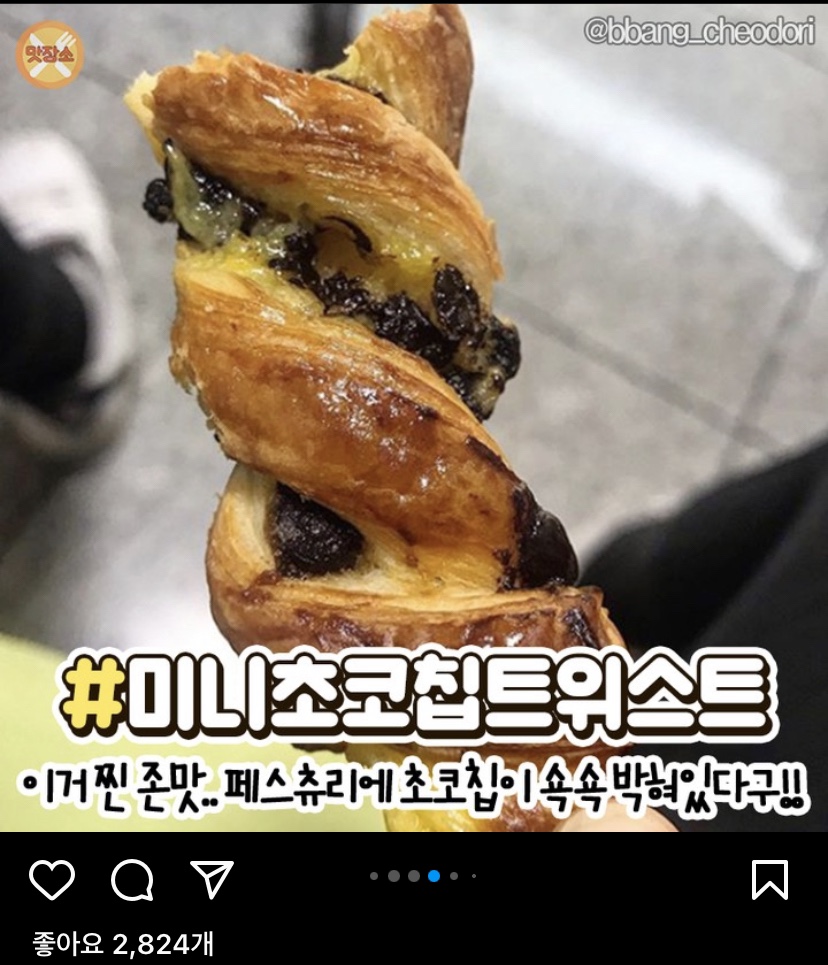 맛잠소
@bbang_cheodori
#미니초코칩트위스트
이거 찐 존맛.. 페스츄리에 초코칩이 쏙쏙 박혀있다구!!
좋아요 2,824개